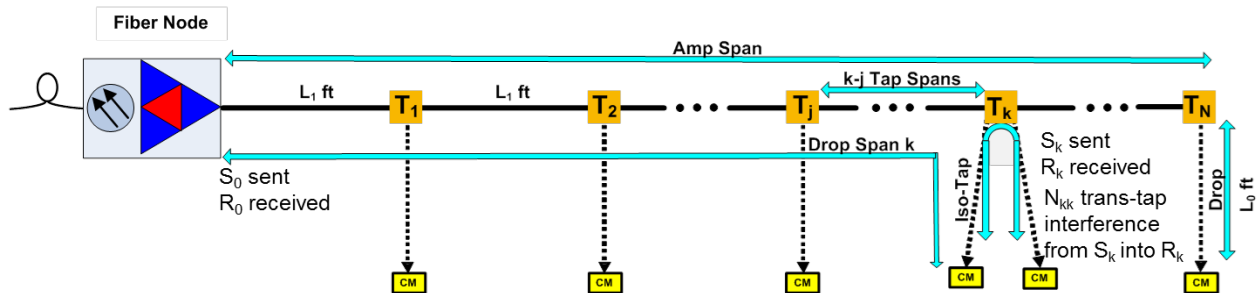 Fiber Node
Amp Span
k-j Tap Spans
L₁ ft
L₁ ft
T₁
T₂
Tⱼ
Tₖ
T_N
Drop Span k
S₀ sent
R₀ received
Iso-Tap
Sₖ sent
Rₖ received
Nₖₖ trans-tap
interference
from Sₖ into Rₖ
Drop
L₀ ft
CM
CM
CM
CM
CM
CM